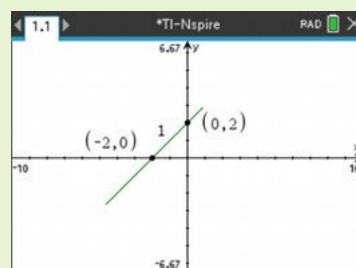 1.1 *TI-Nspire RAD
6.67 y
1 (0,2)
(-2,0)
-10
-6.67